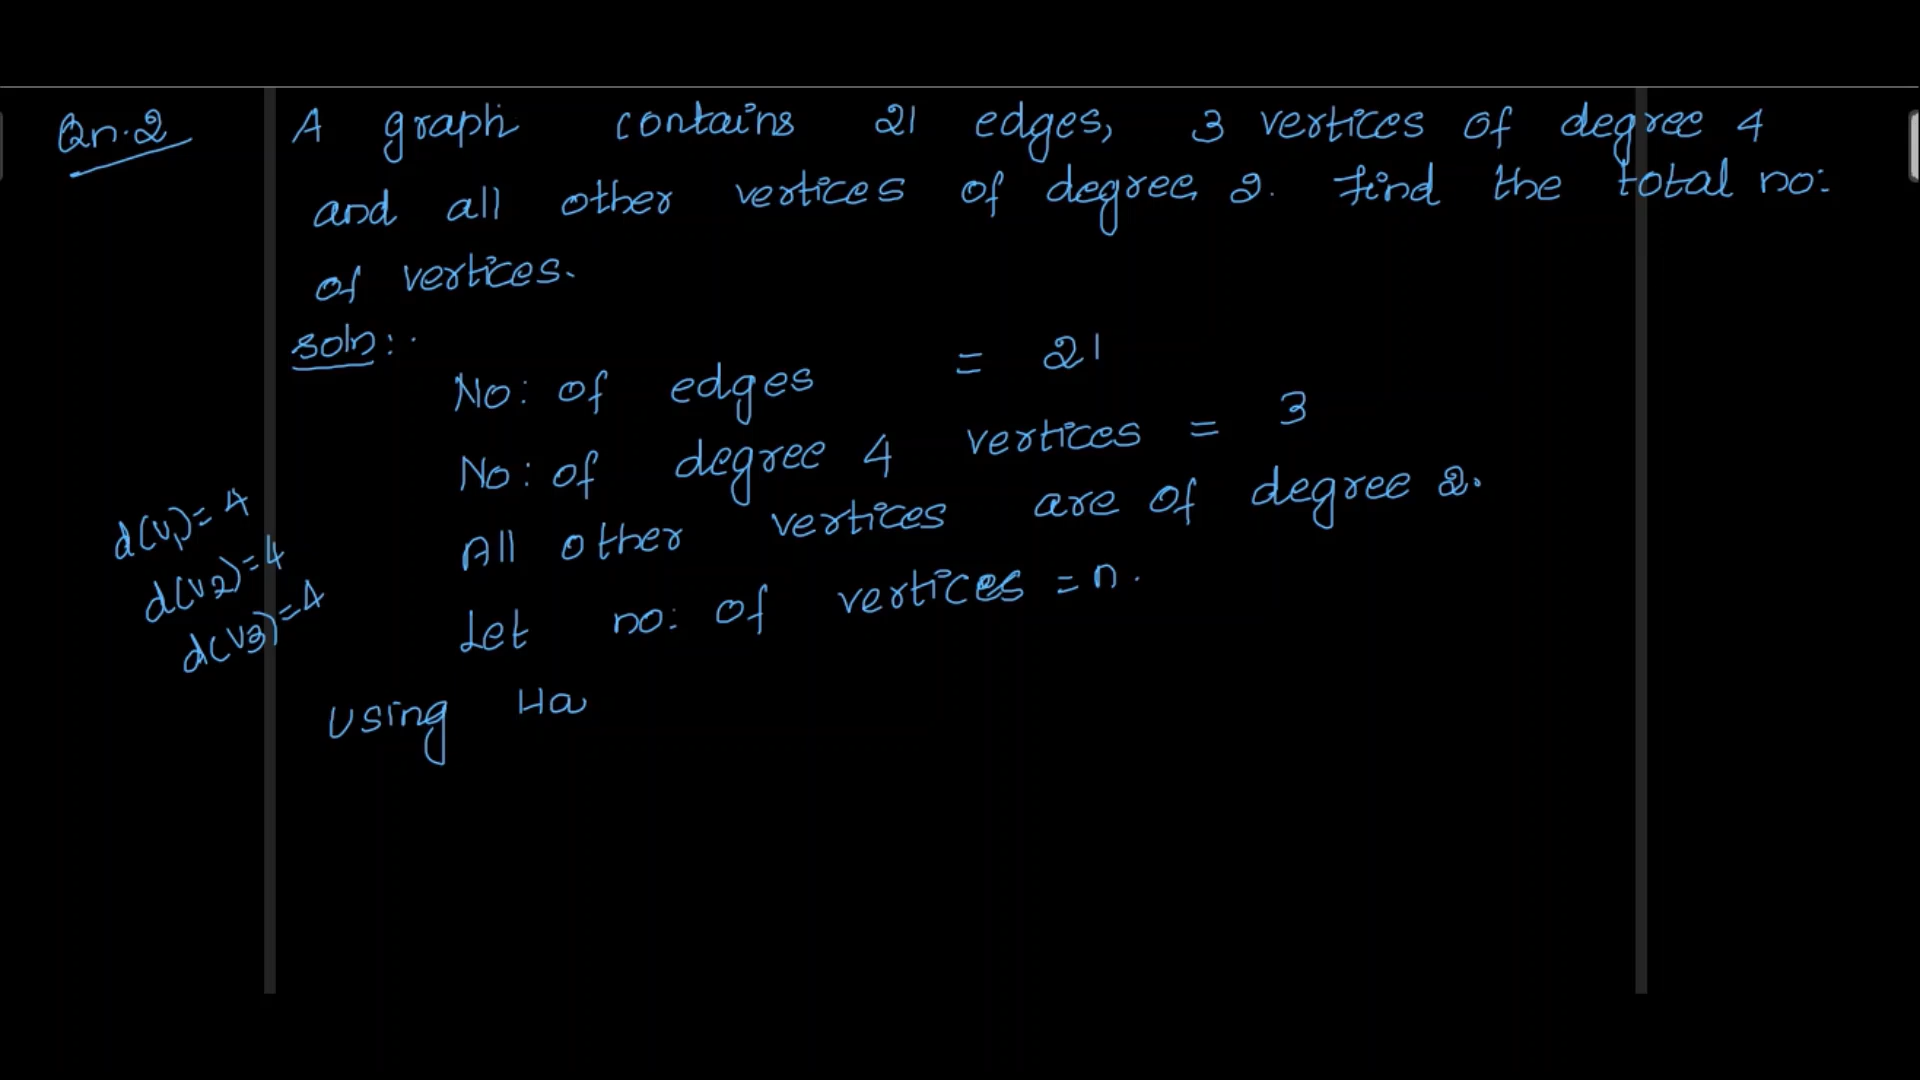 Qn.2
A graph contains 21 edges, 3 vertices of degree 4
and all other vertices of degree 2. Find the total no:
of vertices.
soln:.
No: of edges = 21
No: of degree 4 vertices = 3
All other vertices are of degree 2.
Let no: of vertices = n.
d(v1)= 4
d(v2)=4
d(v3)=4
Using Ha